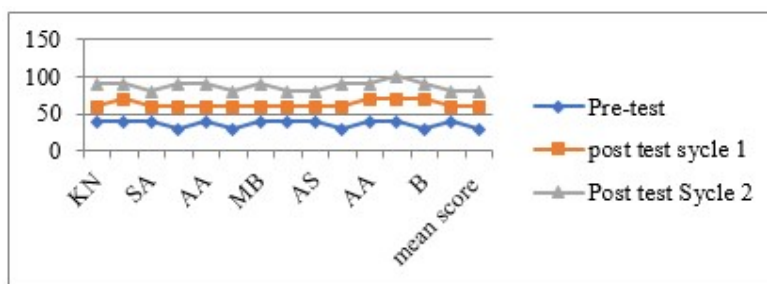 150
100
50
0
KN
SA
AA
MB
AS
AA
B
mean score
Pre-test
post test sycle 1
Post test Sycle 2